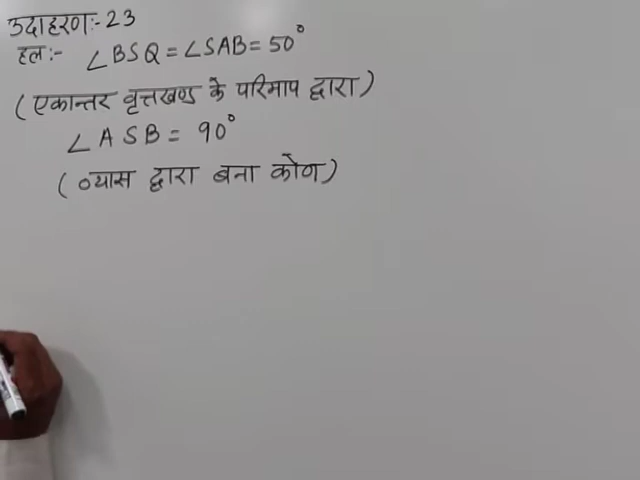 उदाहरण:- 23
हल:- ∠BSQ = ∠SAB = 50°
(एकान्तर वृत्तखण्ड के परिमाप द्वारा)
∠ASB = 90°
(व्यास द्वारा बना कोण)